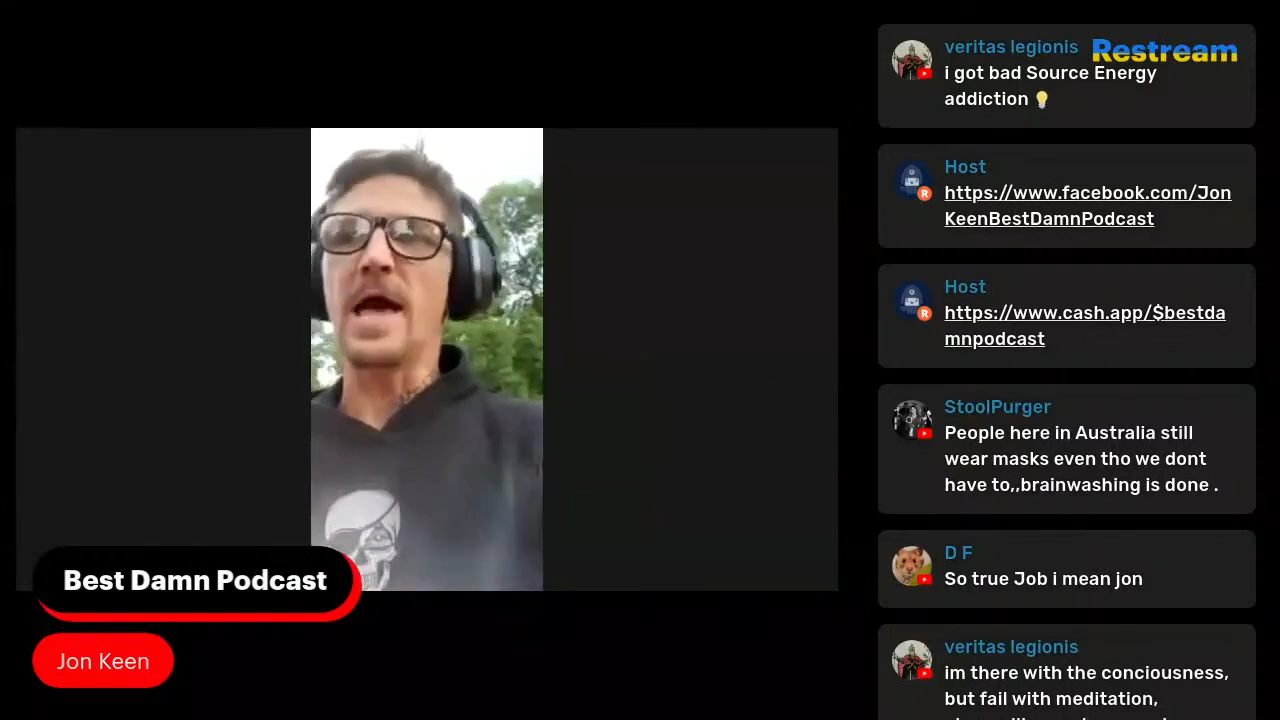 veritas legionis
Restream
i got bad Source Energy
addiction 💡
Host
https://www.facebook.com/Jon
KeenBestDamnPodcast
Host
https://www.cash.app/$bestda
mnpodcast
StoolPurger
People here in Australia still
wear masks even tho we dont
have to,,brainwashing is done .
D F
So true Job i mean jon
veritas legionis
im there with the conciousness,
but fail with meditation,
Best Damn Podcast
Jon Keen